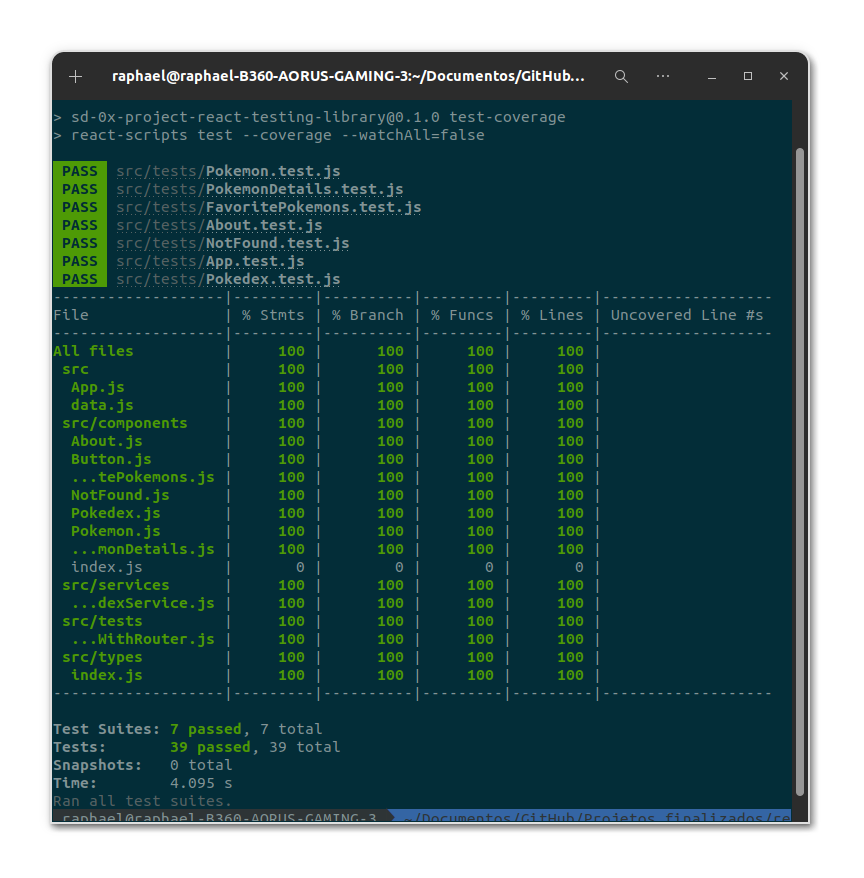 raphael@raphael-B360-AORUS-GAMING-3:~/Documentos/GitHub...
> sd-0x-project-react-testing-library@0.1.0 test-coverage
> react-scripts test --coverage --watchAll=false
PASS src/tests/Pokemon.test.js
PASS src/tests/PokemonDetails.test.js
PASS src/tests/FavoritePokemons.test.js
PASS src/tests/About.test.js
PASS src/tests/NotFound.test.js
PASS src/tests/App.test.js
PASS src/tests/Pokedex.test.js
-------------------|---------|----------|---------|---------|-------------------
File               | % Stmts | % Branch | % Funcs | % Lines | Uncovered Line #s
-------------------|---------|----------|---------|---------|-------------------
All files          |     100 |      100 |     100 |     100 |
 src               |     100 |      100 |     100 |     100 |
  App.js           |     100 |      100 |     100 |     100 |
  data.js          |     100 |      100 |     100 |     100 |
 src/components    |     100 |      100 |     100 |     100 |
  About.js         |     100 |      100 |     100 |     100 |
  Button.js        |     100 |      100 |     100 |     100 |
  ...tePokemons.js |     100 |      100 |     100 |     100 |
  NotFound.js      |     100 |      100 |     100 |     100 |
  Pokedex.js       |     100 |      100 |     100 |     100 |
  Pokemon.js       |     100 |      100 |     100 |     100 |
  ...monDetails.js |     100 |      100 |     100 |     100 |
  index.js         |       0 |        0 |       0 |       0 |
 src/services      |     100 |      100 |     100 |     100 |
  ...dexService.js |     100 |      100 |     100 |     100 |
 src/tests         |     100 |      100 |     100 |     100 |
  ...WithRouter.js |     100 |      100 |     100 |     100 |
 src/types         |     100 |      100 |     100 |     100 |
  index.js         |     100 |      100 |     100 |     100 |
-------------------|---------|----------|---------|---------|-------------------
Test Suites: 7 passed, 7 total
Tests:       39 passed, 39 total
Snapshots:   0 total
Time:        4.095 s
Ran all test suites.
raphael@raphael-B360-AORUS-GAMING-3 ~/Documentos/GitHub/Projetos finalizados/re